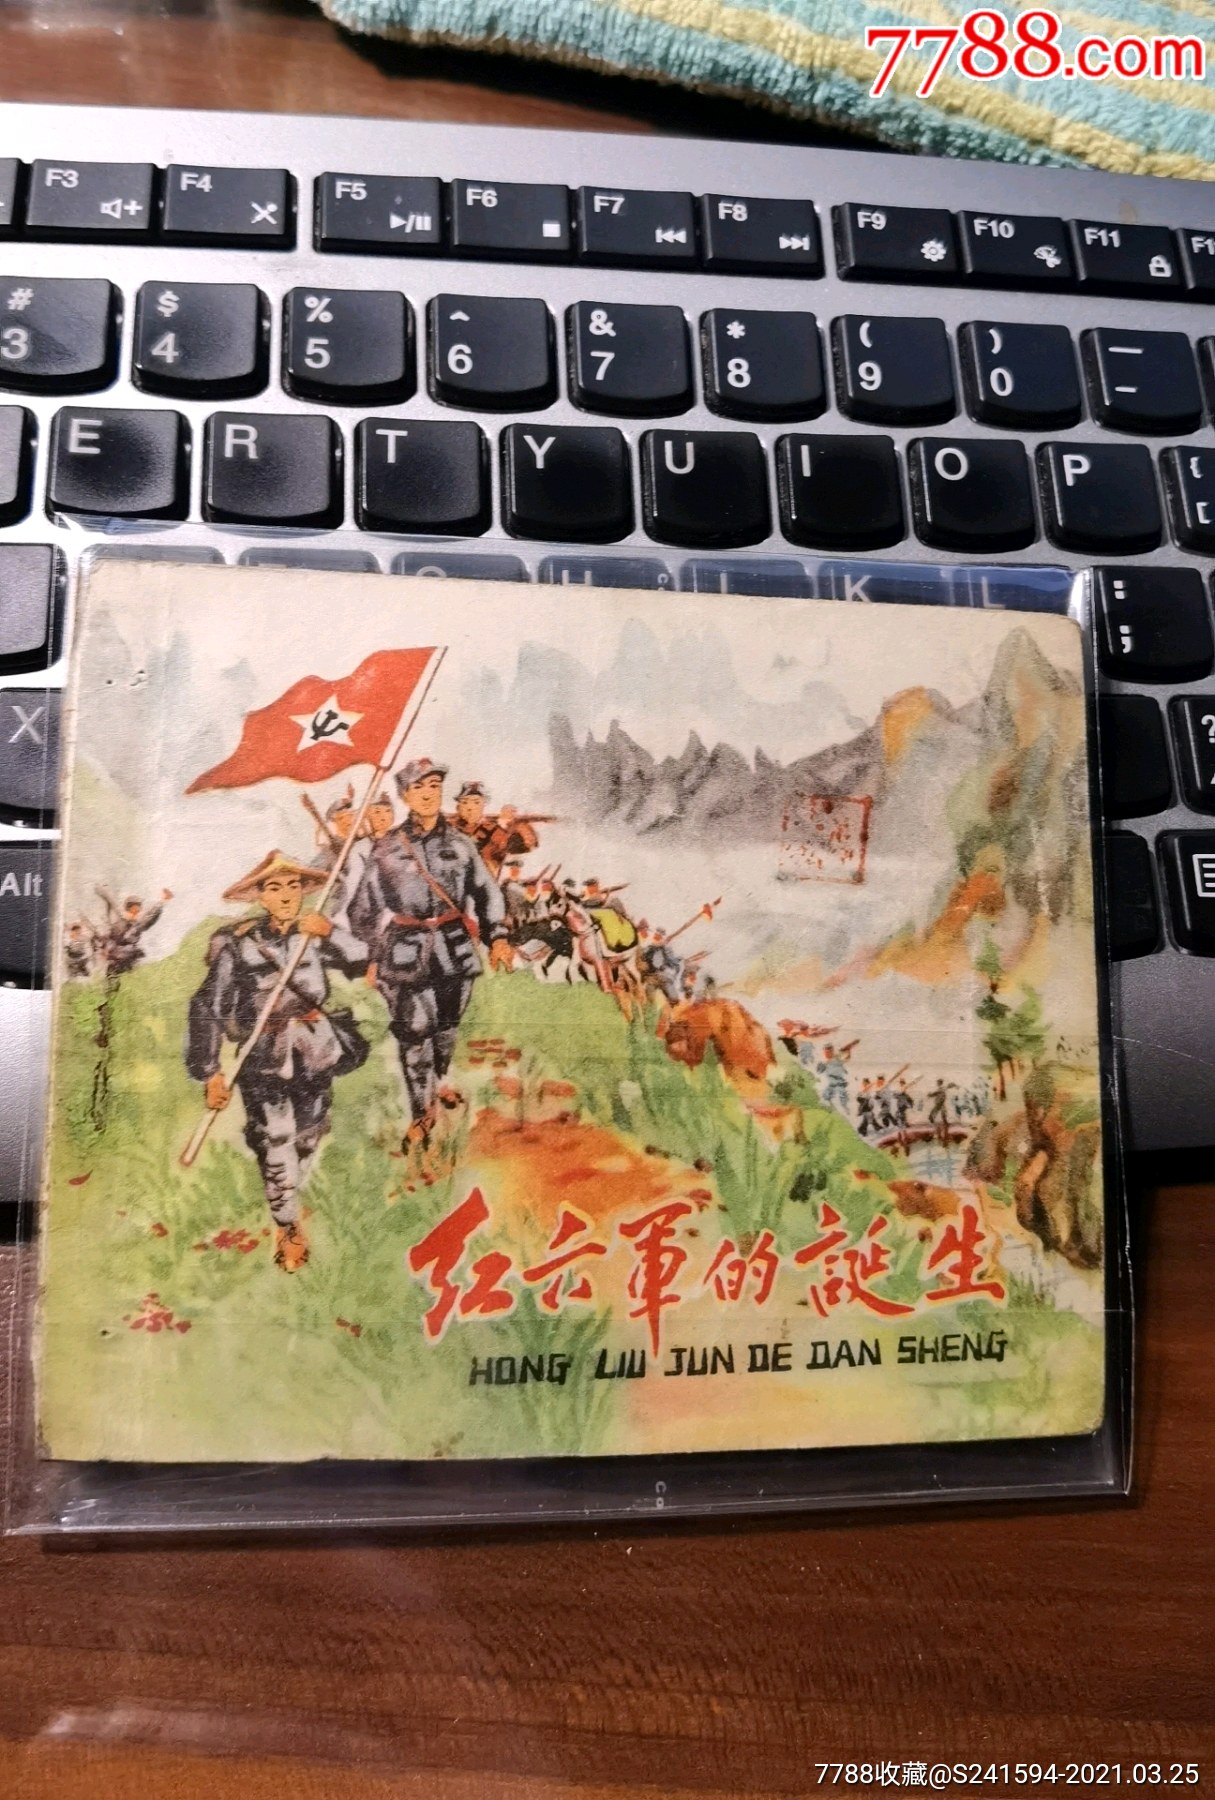 7788.com
F3
F4
F5
F6
F7
F8
F9
F10
F11
# $ % ^ & * ( ) —
3 4 5 6 7 8 9 0 -
E R T Y U I O P {
[
H K L :
;
X
Alt
红六軍的誕生
HONG LIU JUN DE DAN SHENG
7788收藏@S241594-2021.03.25